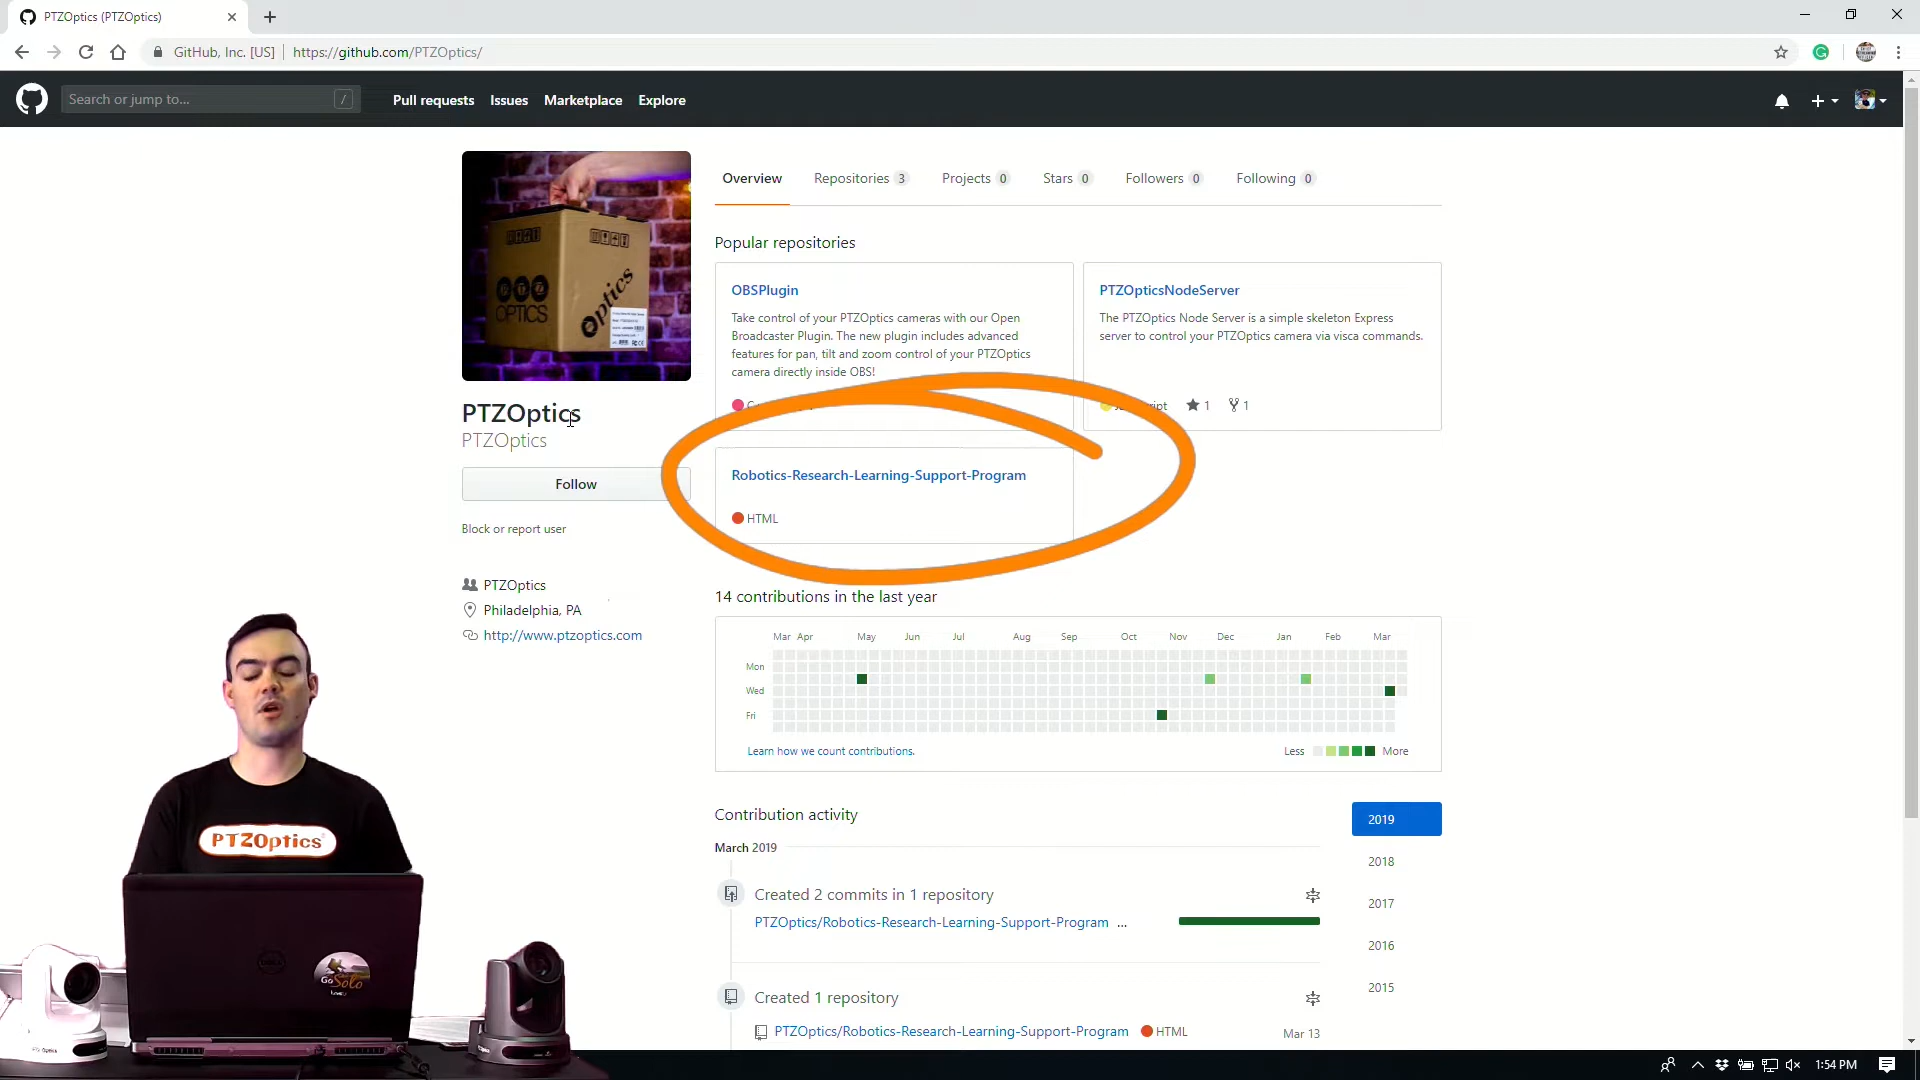 PTZOptics (PTZOptics)
GitHub, Inc. [US]
https://github.com/PTZOptics/
Search or jump to...
/
Pull requests
Issues
Marketplace
Explore
Overview
Repositories 3
Projects 0
Stars 0
Followers 0
Following 0
PTZ
OPTICS
Optics
Popular repositories
OBSPlugin
Take control of your PTZOptics cameras with our Open
Broadcaster Plugin. The new plugin includes advanced
features for pan, tilt and zoom control of your PTZOptics
camera directly inside OBS!
PTZOpticsNodeServer
The PTZOptics Node Server is a simple skeleton Express
server to control your PTZOptics camera via visca commands.
1
1
PTZOptics
PTZOptics
Follow
Block or report user
PTZOptics
Philadelphia, PA
http://www.ptzoptics.com
Robotics-Research-Learning-Support-Program
HTML
14 contributions in the last year
Mar Apr May Jun Jul Aug Sep Oct Nov Dec Jan Feb Mar
Mon
Wed
Fri
Learn how we count contributions.
Less
More
Contribution activity
2019
2018
2017
2016
2015
March 2019
Created 2 commits in 1 repository
PTZOptics/Robotics-Research-Learning-Support-Program ...
Created 1 repository
PTZOptics/Robotics-Research-Learning-Support-Program
HTML
Mar 13
PTZOptics
Go
Solo
1:54 PM